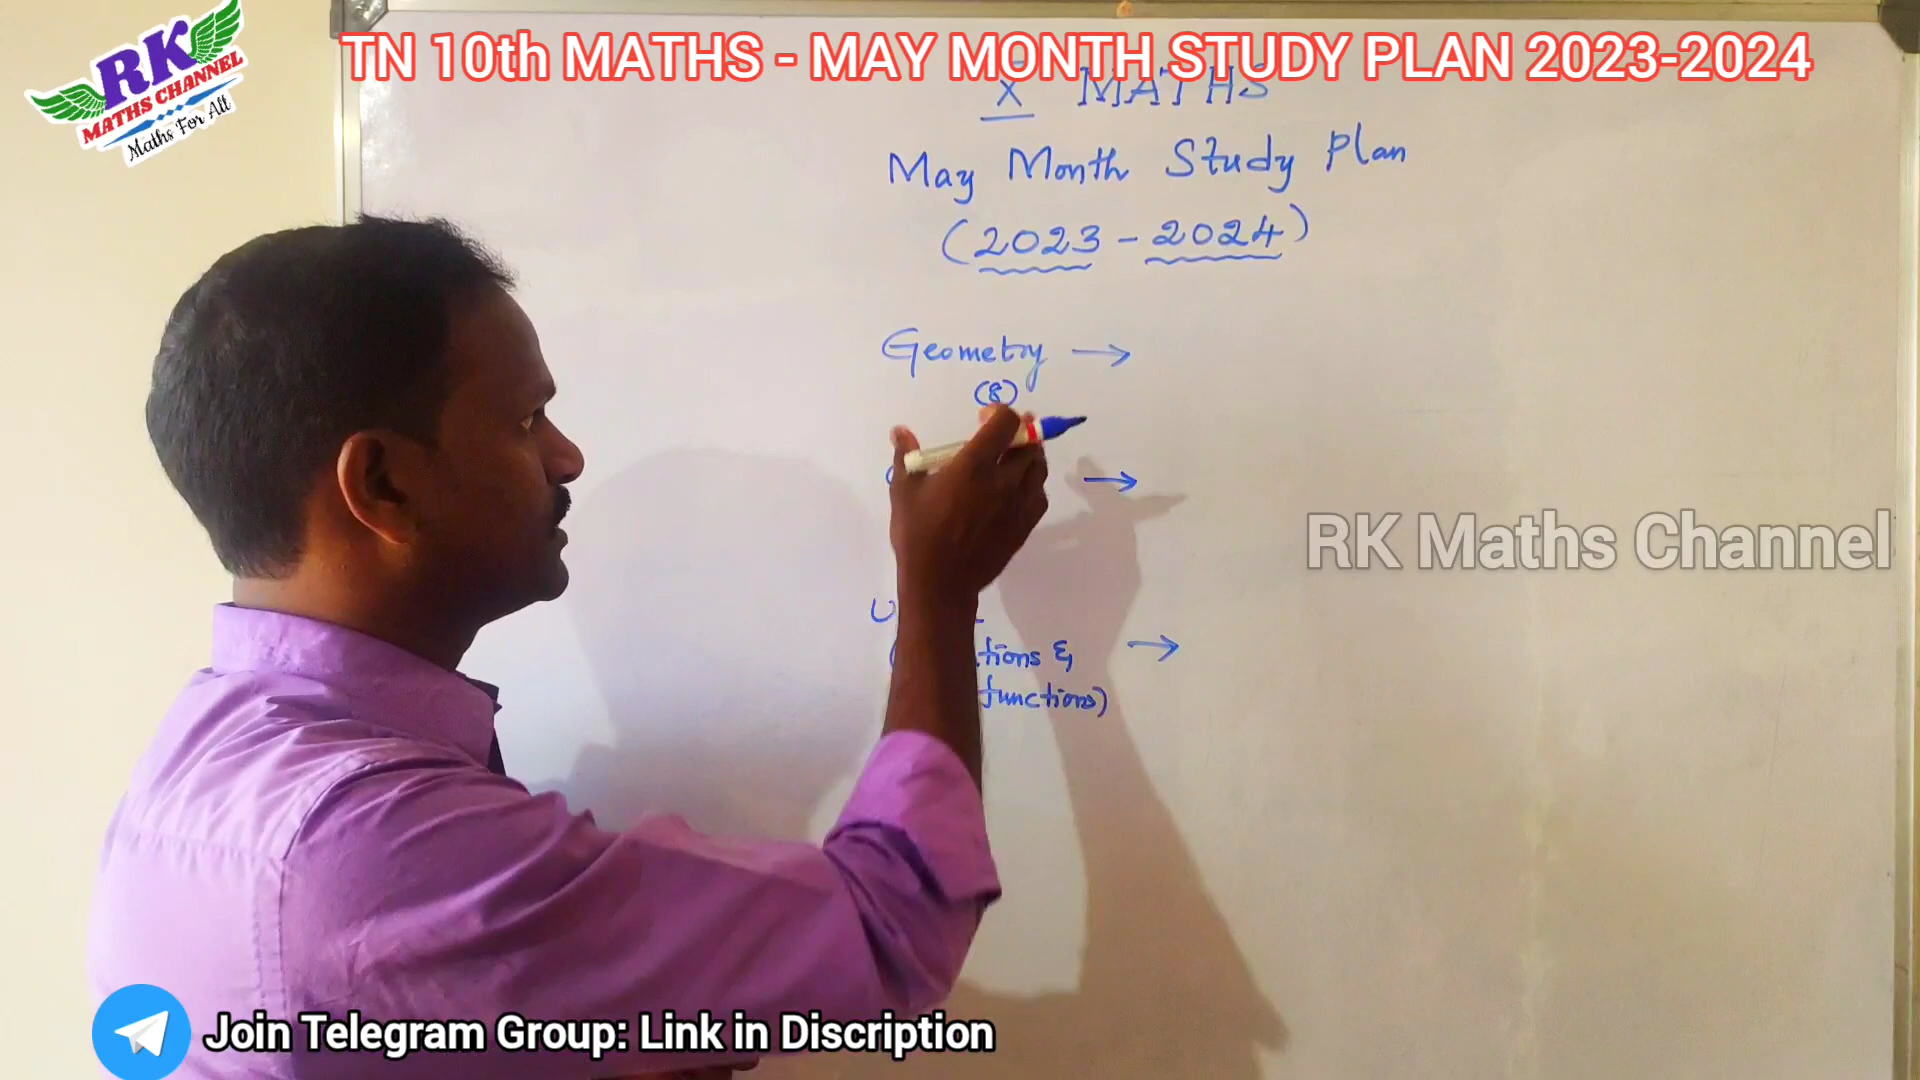 RK
MATHS CHANNEL
Maths For All
TN 10th MATHS - MAY MONTH STUDY PLAN 2023-2024
X MATHS
May Month Study Plan
(2023 - 2024)
Geometry →
(8)
→
functions)
RK Maths Channel
Join Telegram Group: Link in Discription